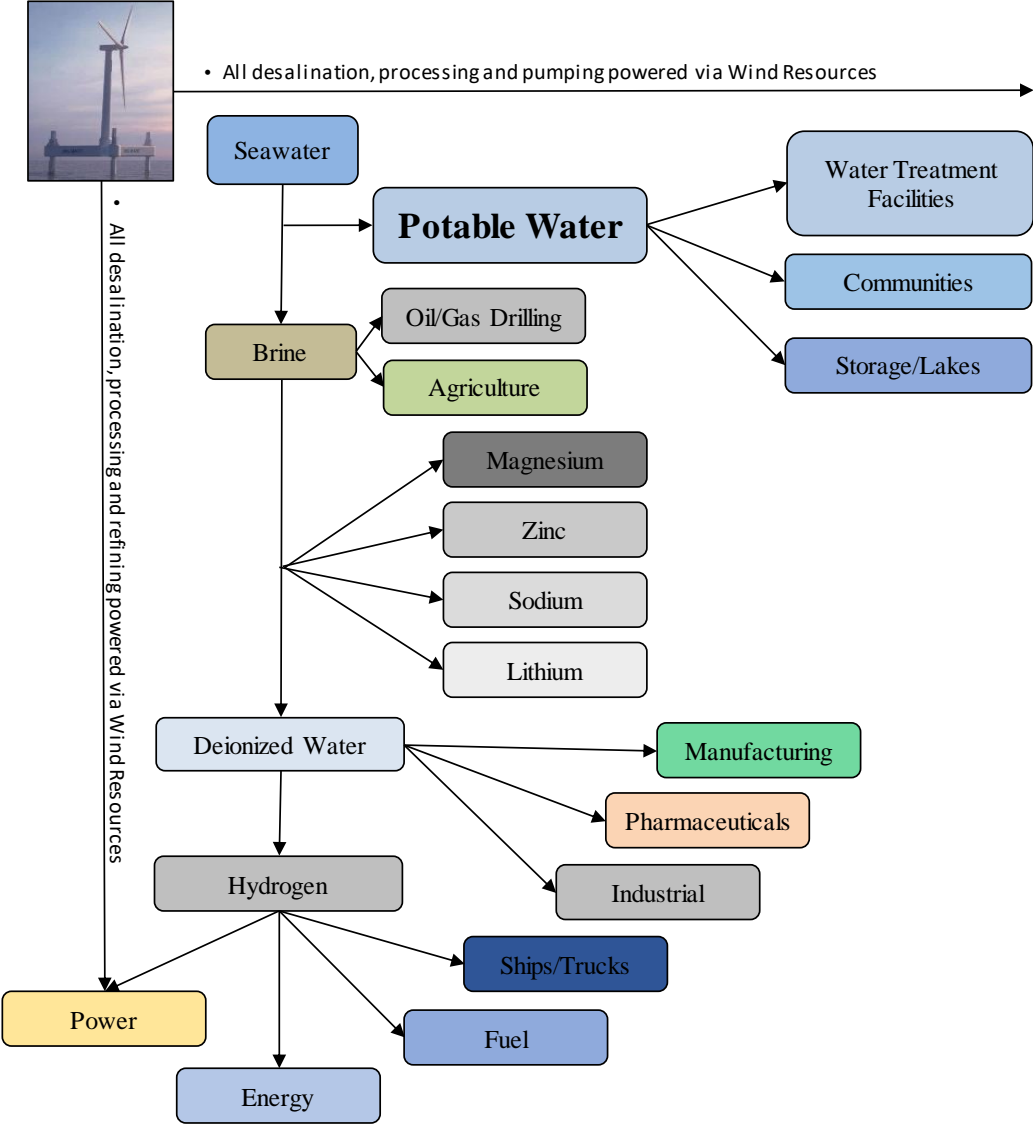 • All desalination, processing and pumping powered via Wind Resources
Seawater
Potable Water
Water Treatment
Facilities
Communities
Storage/Lakes
• All desalination, processing and refining powered via Wind Resources
Brine
Oil/Gas Drilling
Agriculture
Magnesium
Zinc
Sodium
Lithium
Deionized Water
Manufacturing
Pharmaceuticals
Industrial
Hydrogen
Ships/Trucks
Power
Fuel
Energy